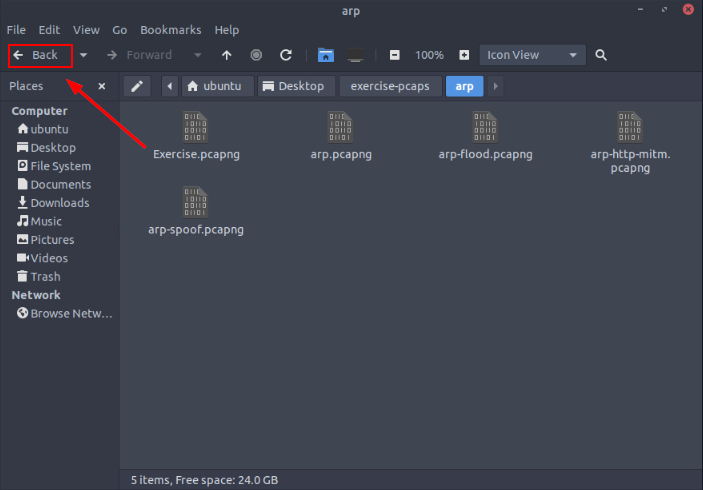 arp
File Edit View Go Bookmarks Help
Back Forward 100% Icon View
Places ubuntu Desktop exercise-pcaps arp
Computer
ubuntu
Desktop
File System
Documents
Downloads
Music
Pictures
Videos
Trash
Network
Browse Netw...
Exercise.pcapng arp.pcapng arp-flood.pcapng arp-http-mitm.
pcapng
arp-spoof.pcapng
5 items, Free space: 24.0 GB